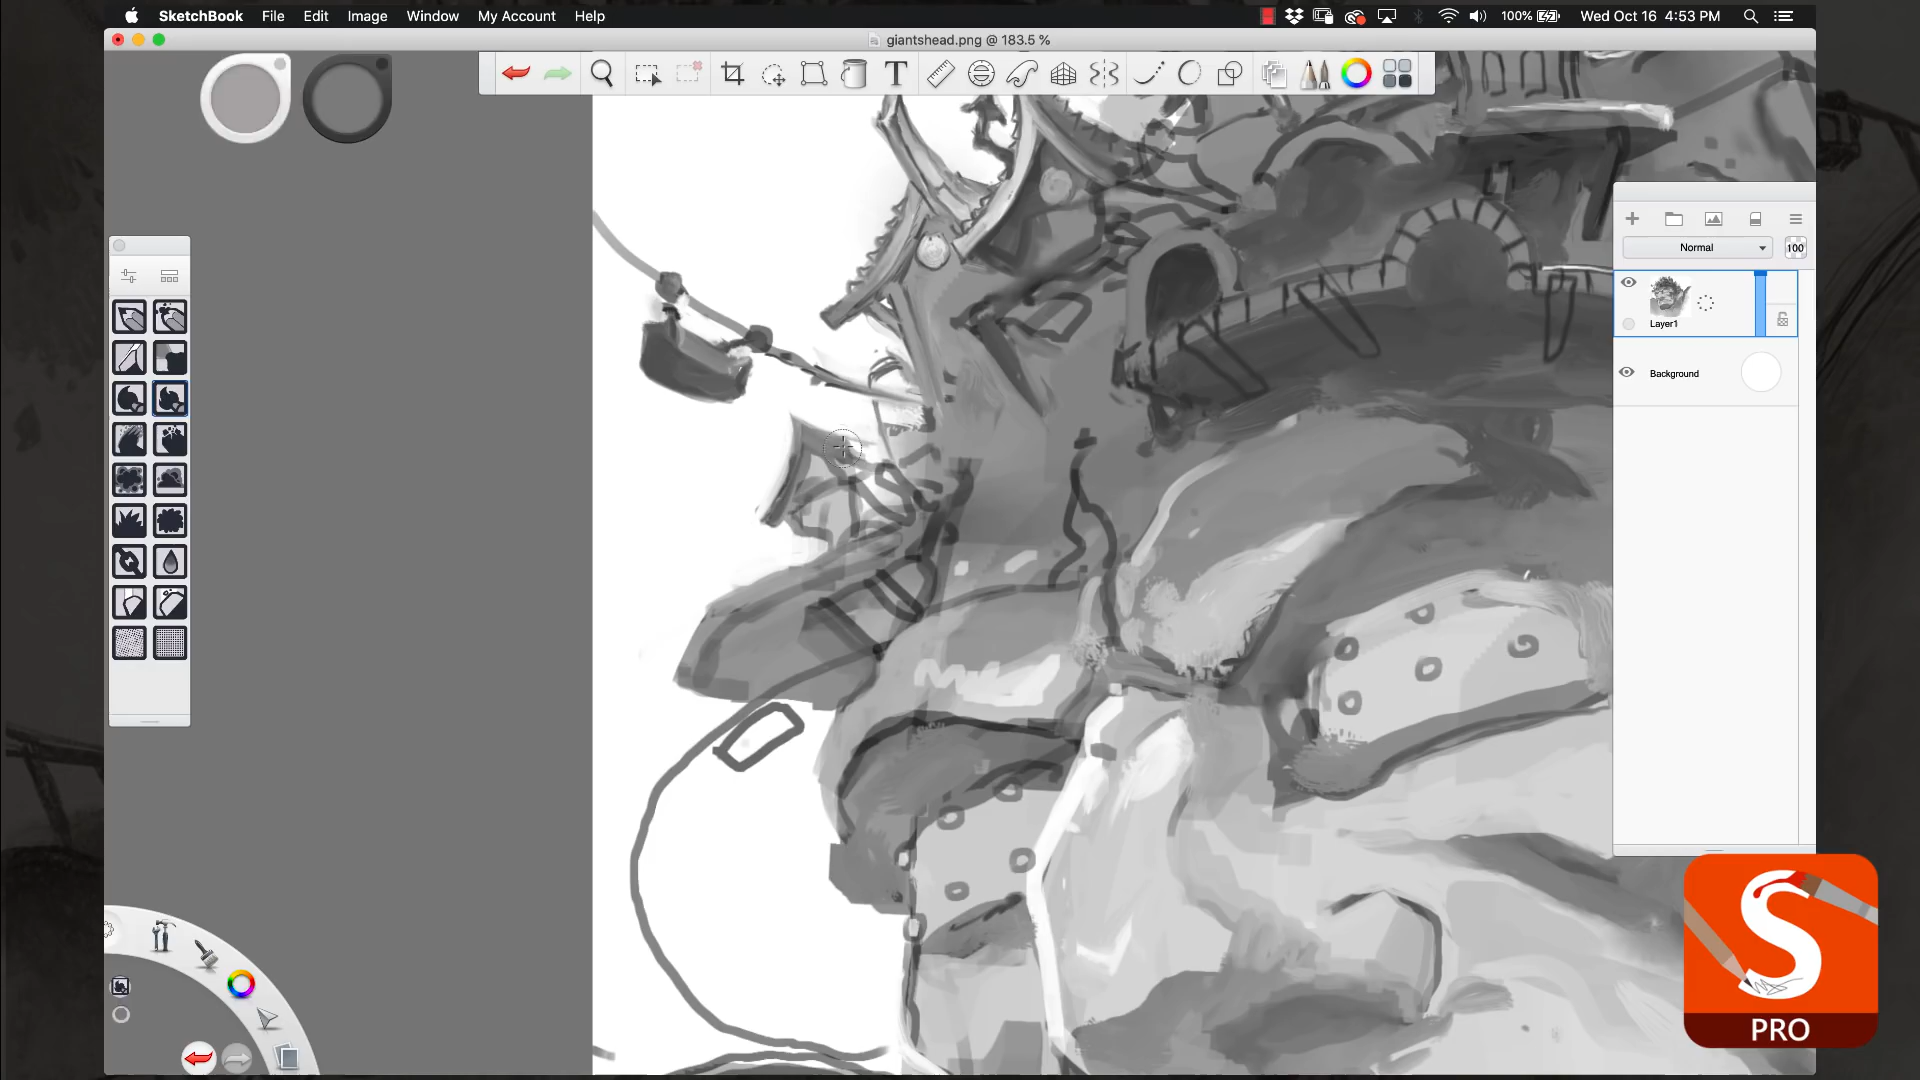 SketchBook File Edit Image Window My Account Help 100% Wed Oct 16 4:53 PM
giantshead.png @ 183.5 %
T
Normal 100
Layer1
Background
S
PRO